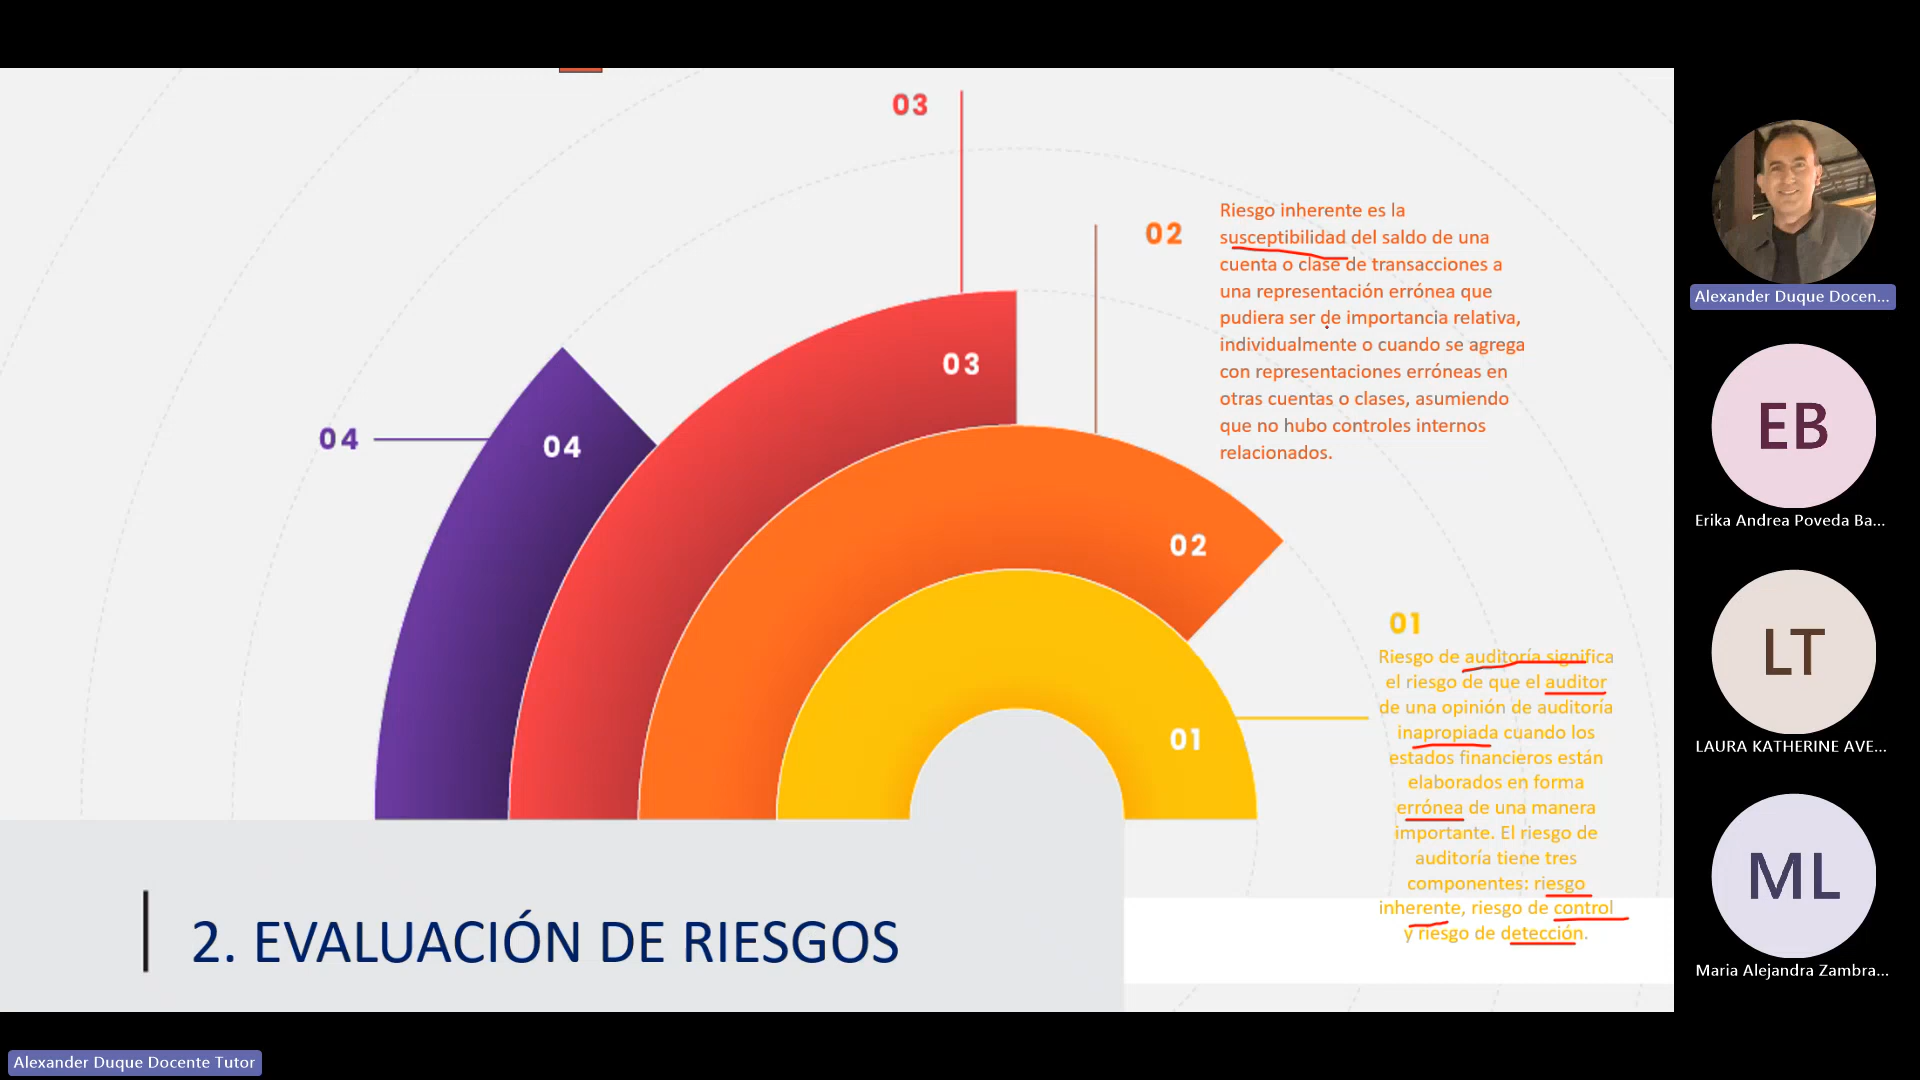 03
02
Riesgo inherente es la
susceptibilidad del saldo de una
cuenta o clase de transacciones a
una representación errónea que
pudiera ser de importancia relativa,
individualmente o cuando se agrega
con representaciones erróneas en
otras cuentas o clases, asumiendo
que no hubo controles internos
relacionados.
03
04
04
02
01
01
Riesgo de auditoría significa
el riesgo de que el auditor
de una opinión de auditoría
inapropiada cuando los
estados financieros están
elaborados en forma
errónea de una manera
importante. El riesgo de
auditoría tiene tres
componentes: riesgo
inherente, riesgo de control
y riesgo de detección.
2. EVALUACIÓN DE RIESGOS
Alexander Duque Docen...
EB
Erika Andrea Poveda Ba...
LT
LAURA KATHERINE AVE...
ML
Maria Alejandra Zambra...
Alexander Duque Docente Tutor